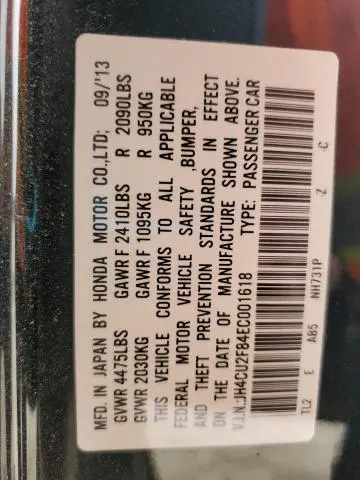 MFD. IN JAPAN BY HONDA MOTOR CO.,LTD; 09/'13
GVWR 4475LBS GAWR F 2410LBS R 2090LBS
GVWR 2030KG GAWR F 1095KG R 950KG
THIS VEHICLE CONFORMS TO ALL APPLICABLE
FEDERAL MOTOR VEHICLE SAFETY ,BUMPER,
AND THEFT PREVENTION STANDARDS IN EFFECT
ON THE DATE OF MANUFACTURE SHOWN ABOVE.
V.I.N.:JH4CU2F84EC001618 TYPE: PASSENGER CAR
TL2 E A85 NH731P -Z -C